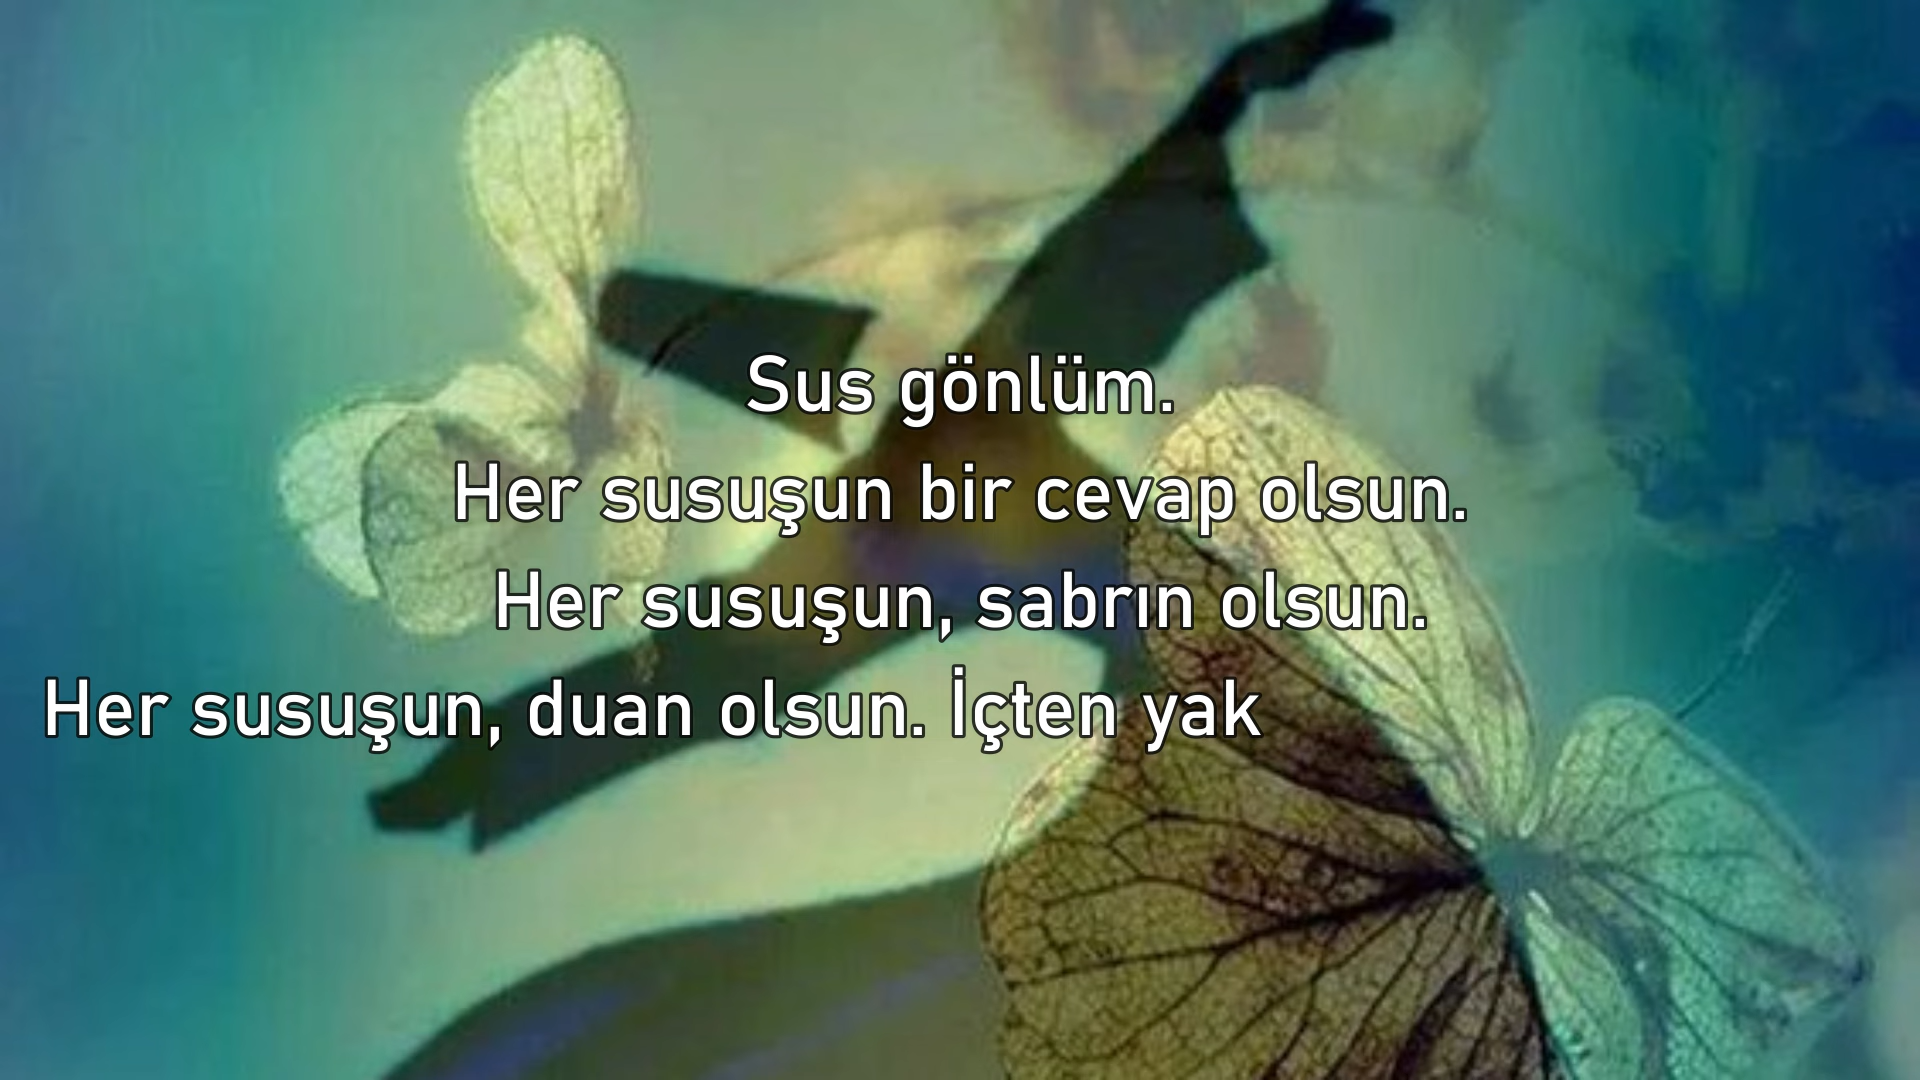 Sus gönlüm.
Her susuşun bir cevap olsun.
Her susuşun, sabrın olsun.
Her susuşun, duan olsun. İçten yak